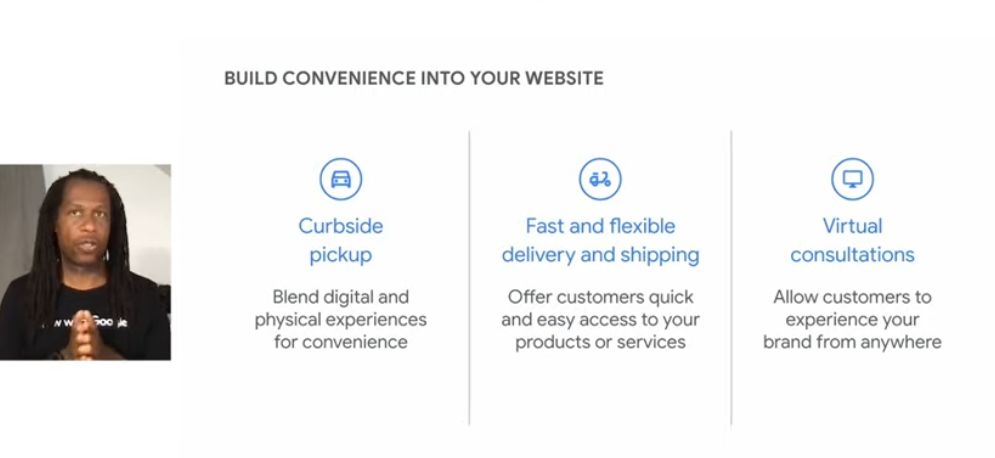 BUILD CONVENIENCE INTO YOUR WEBSITE
Curbside
pickup
Blend digital and
physical experiences
for convenience
Fast and flexible
delivery and shipping
Offer customers quick
and easy access to your
products or services
Virtual
consultations
Allow customers to
experience your
brand from anywhere